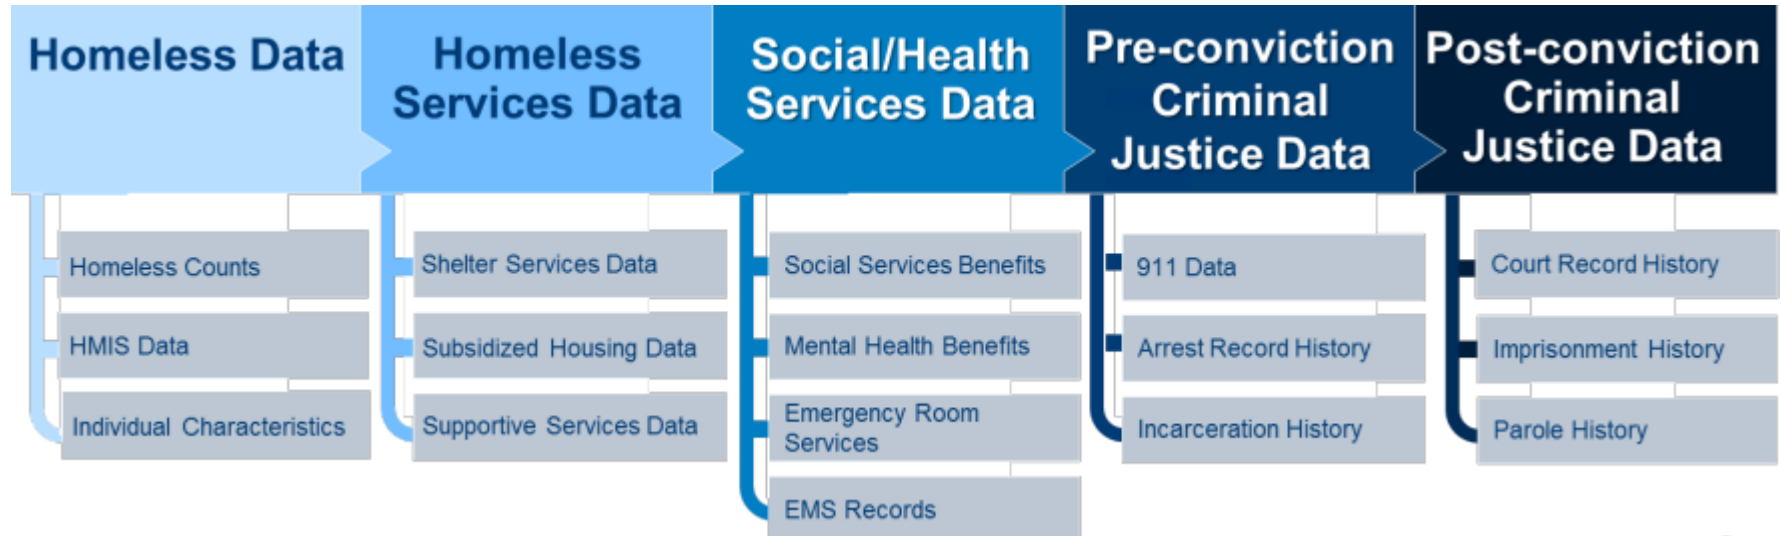 Homeless Data
Homeless
Services Data
Social/Health
Services Data
Pre-conviction
Criminal
Justice Data
Post-conviction
Criminal
Justice Data
Homeless Counts
HMIS Data
Individual Characteristics
Shelter Services Data
Subsidized Housing Data
Supportive Services Data
Social Services Benefits
Mental Health Benefits
Emergency Room
Services
EMS Records
911 Data
Arrest Record History
Incarceration History
Court Record History
Imprisonment History
Parole History